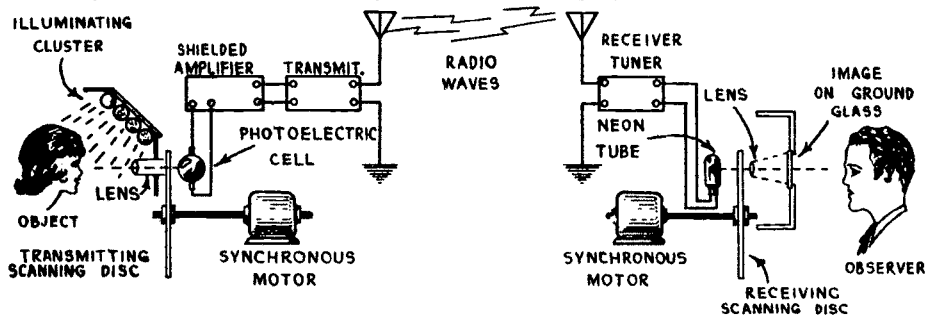 ILLUMINATING
CLUSTER
SHIELDED
AMPLIFIER
TRANSMIT.
RADIO
WAVES
RECEIVER
TUNER
IMAGE
ON GROUND
GLASS
LENS
NEON
TUBE
PHOTOELECTRIC
CELL
LENS
OBJECT
TRANSMITTING
SCANNING DISC
SYNCHRONOUS
MOTOR
SYNCHRONOUS
MOTOR
OBSERVER
RECEIVING
SCANNING DISC